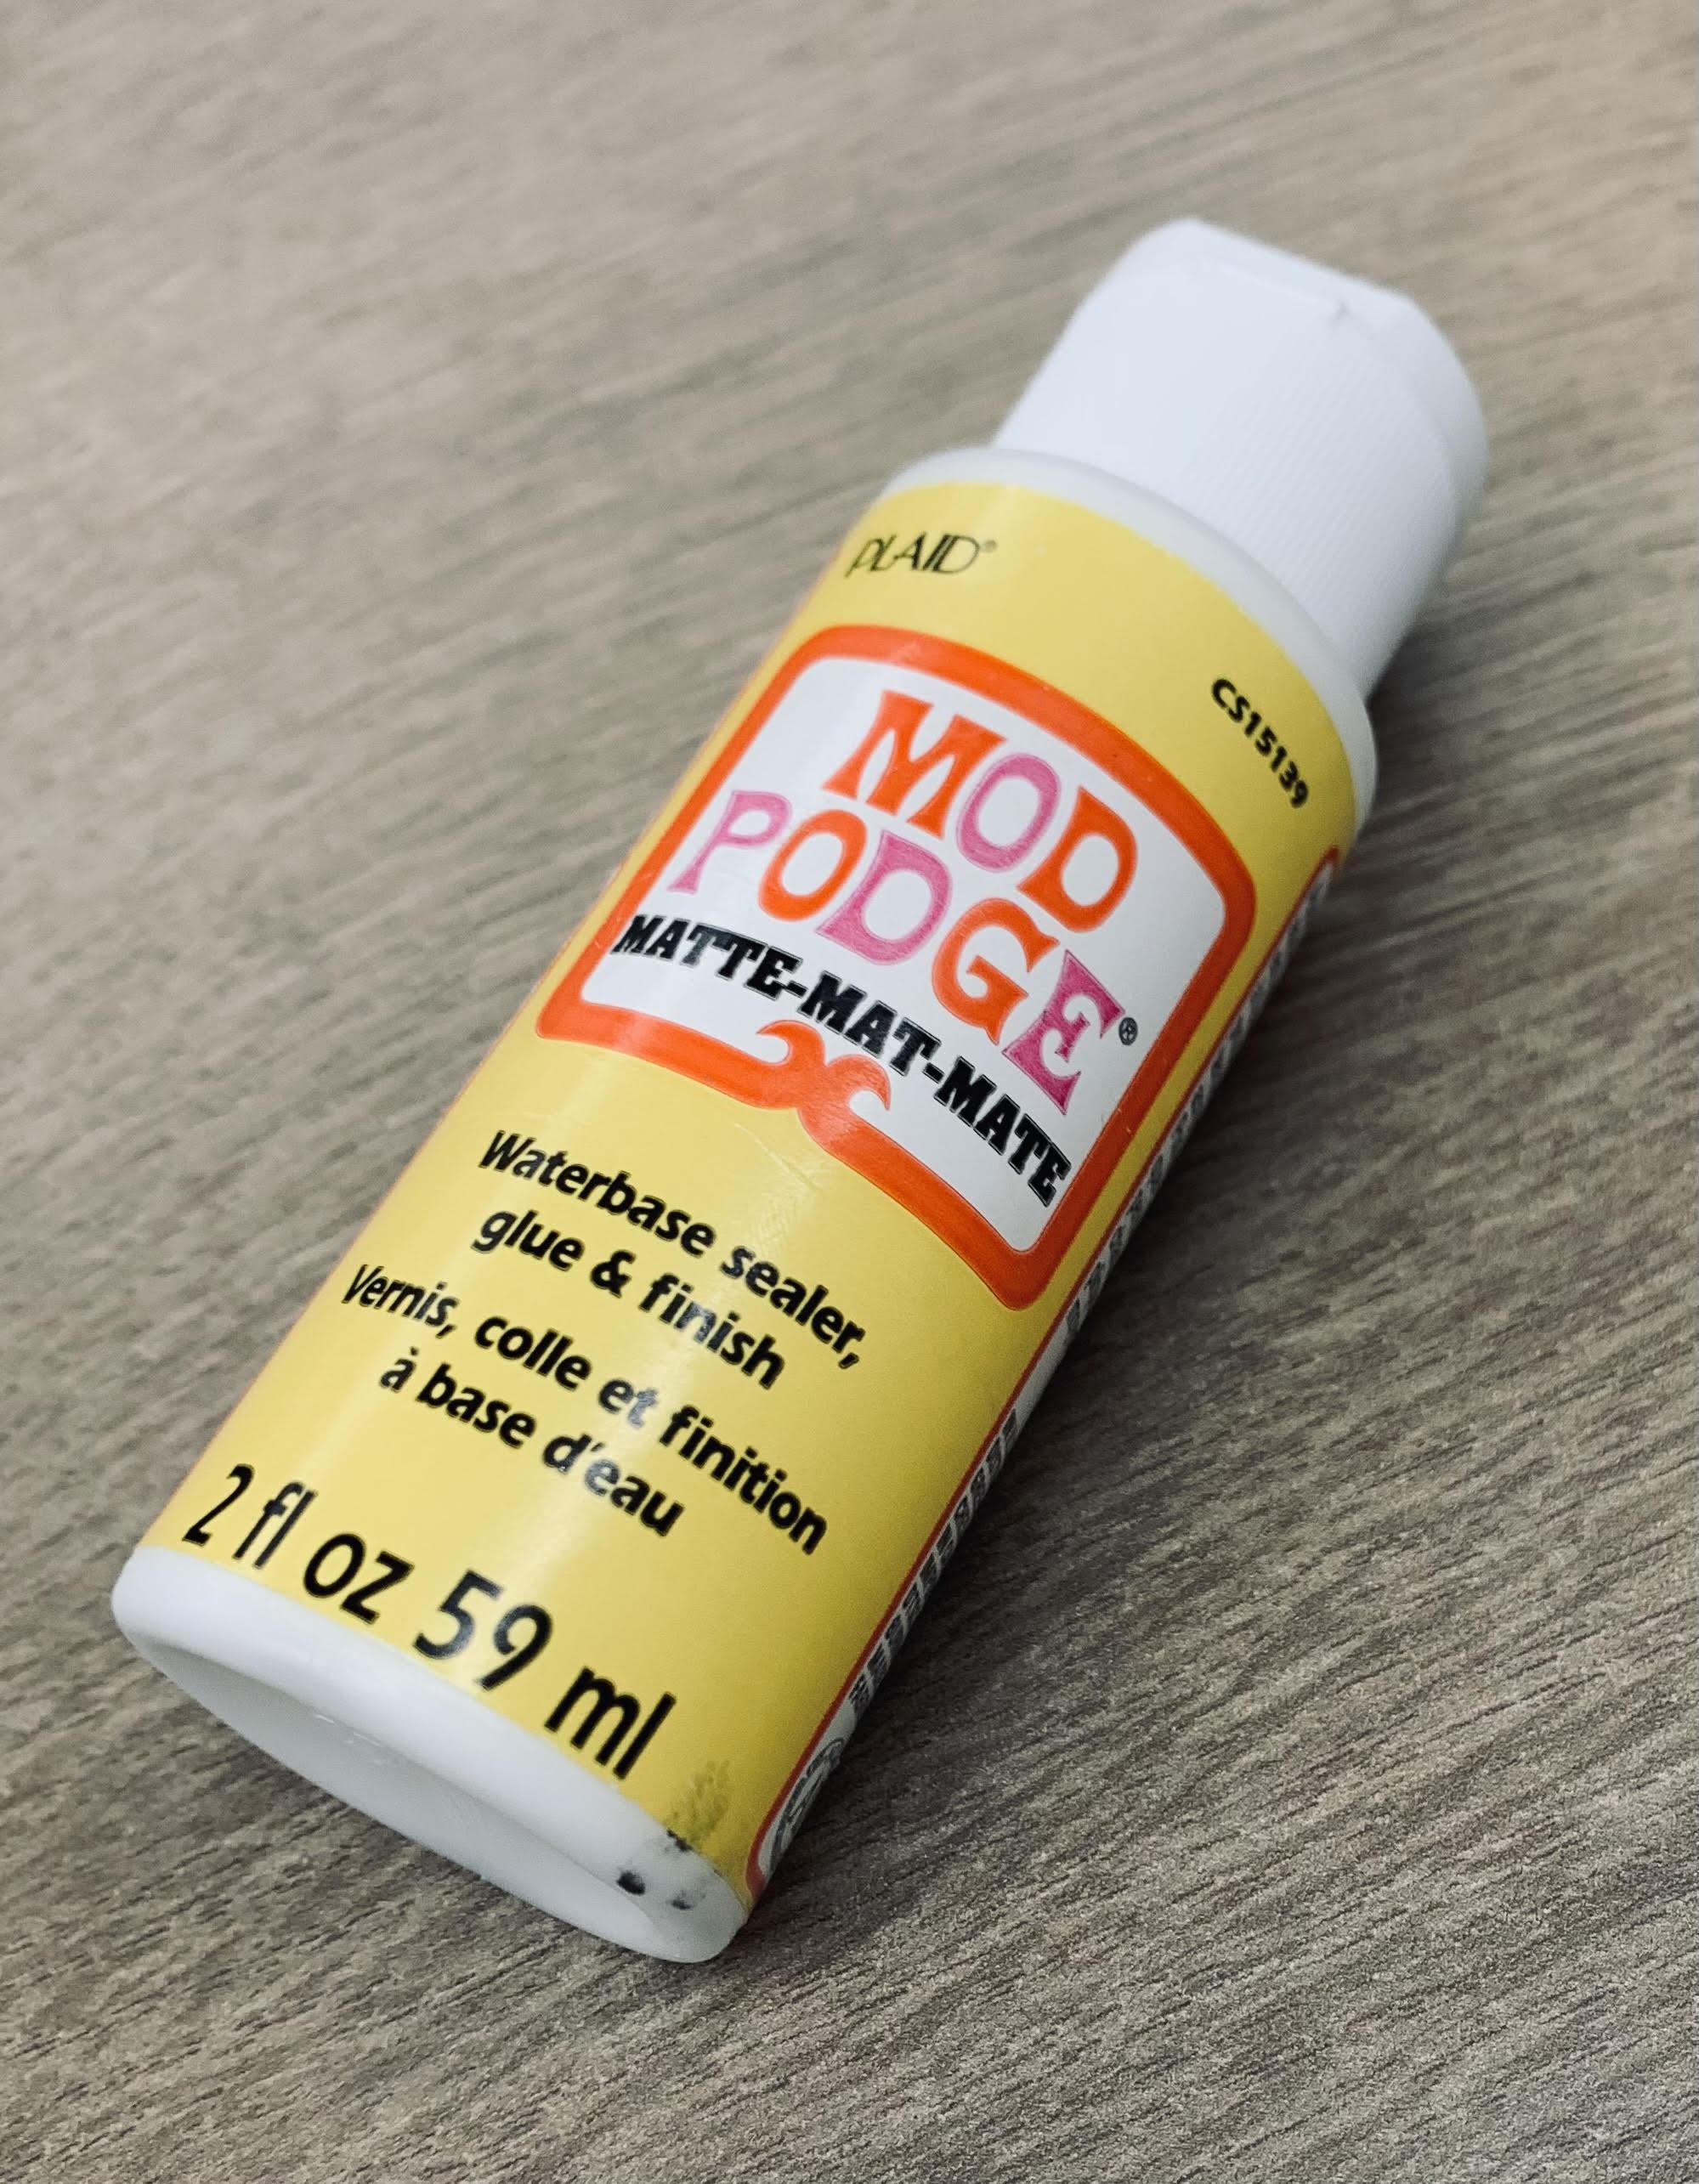 PLAID®
CS15139
MOD
PODGE®
MATTE-MAT-MATE
Waterbase sealer,
glue & finish
Vernis, colle et finition
à base d'eau
2 fl oz 59 ml